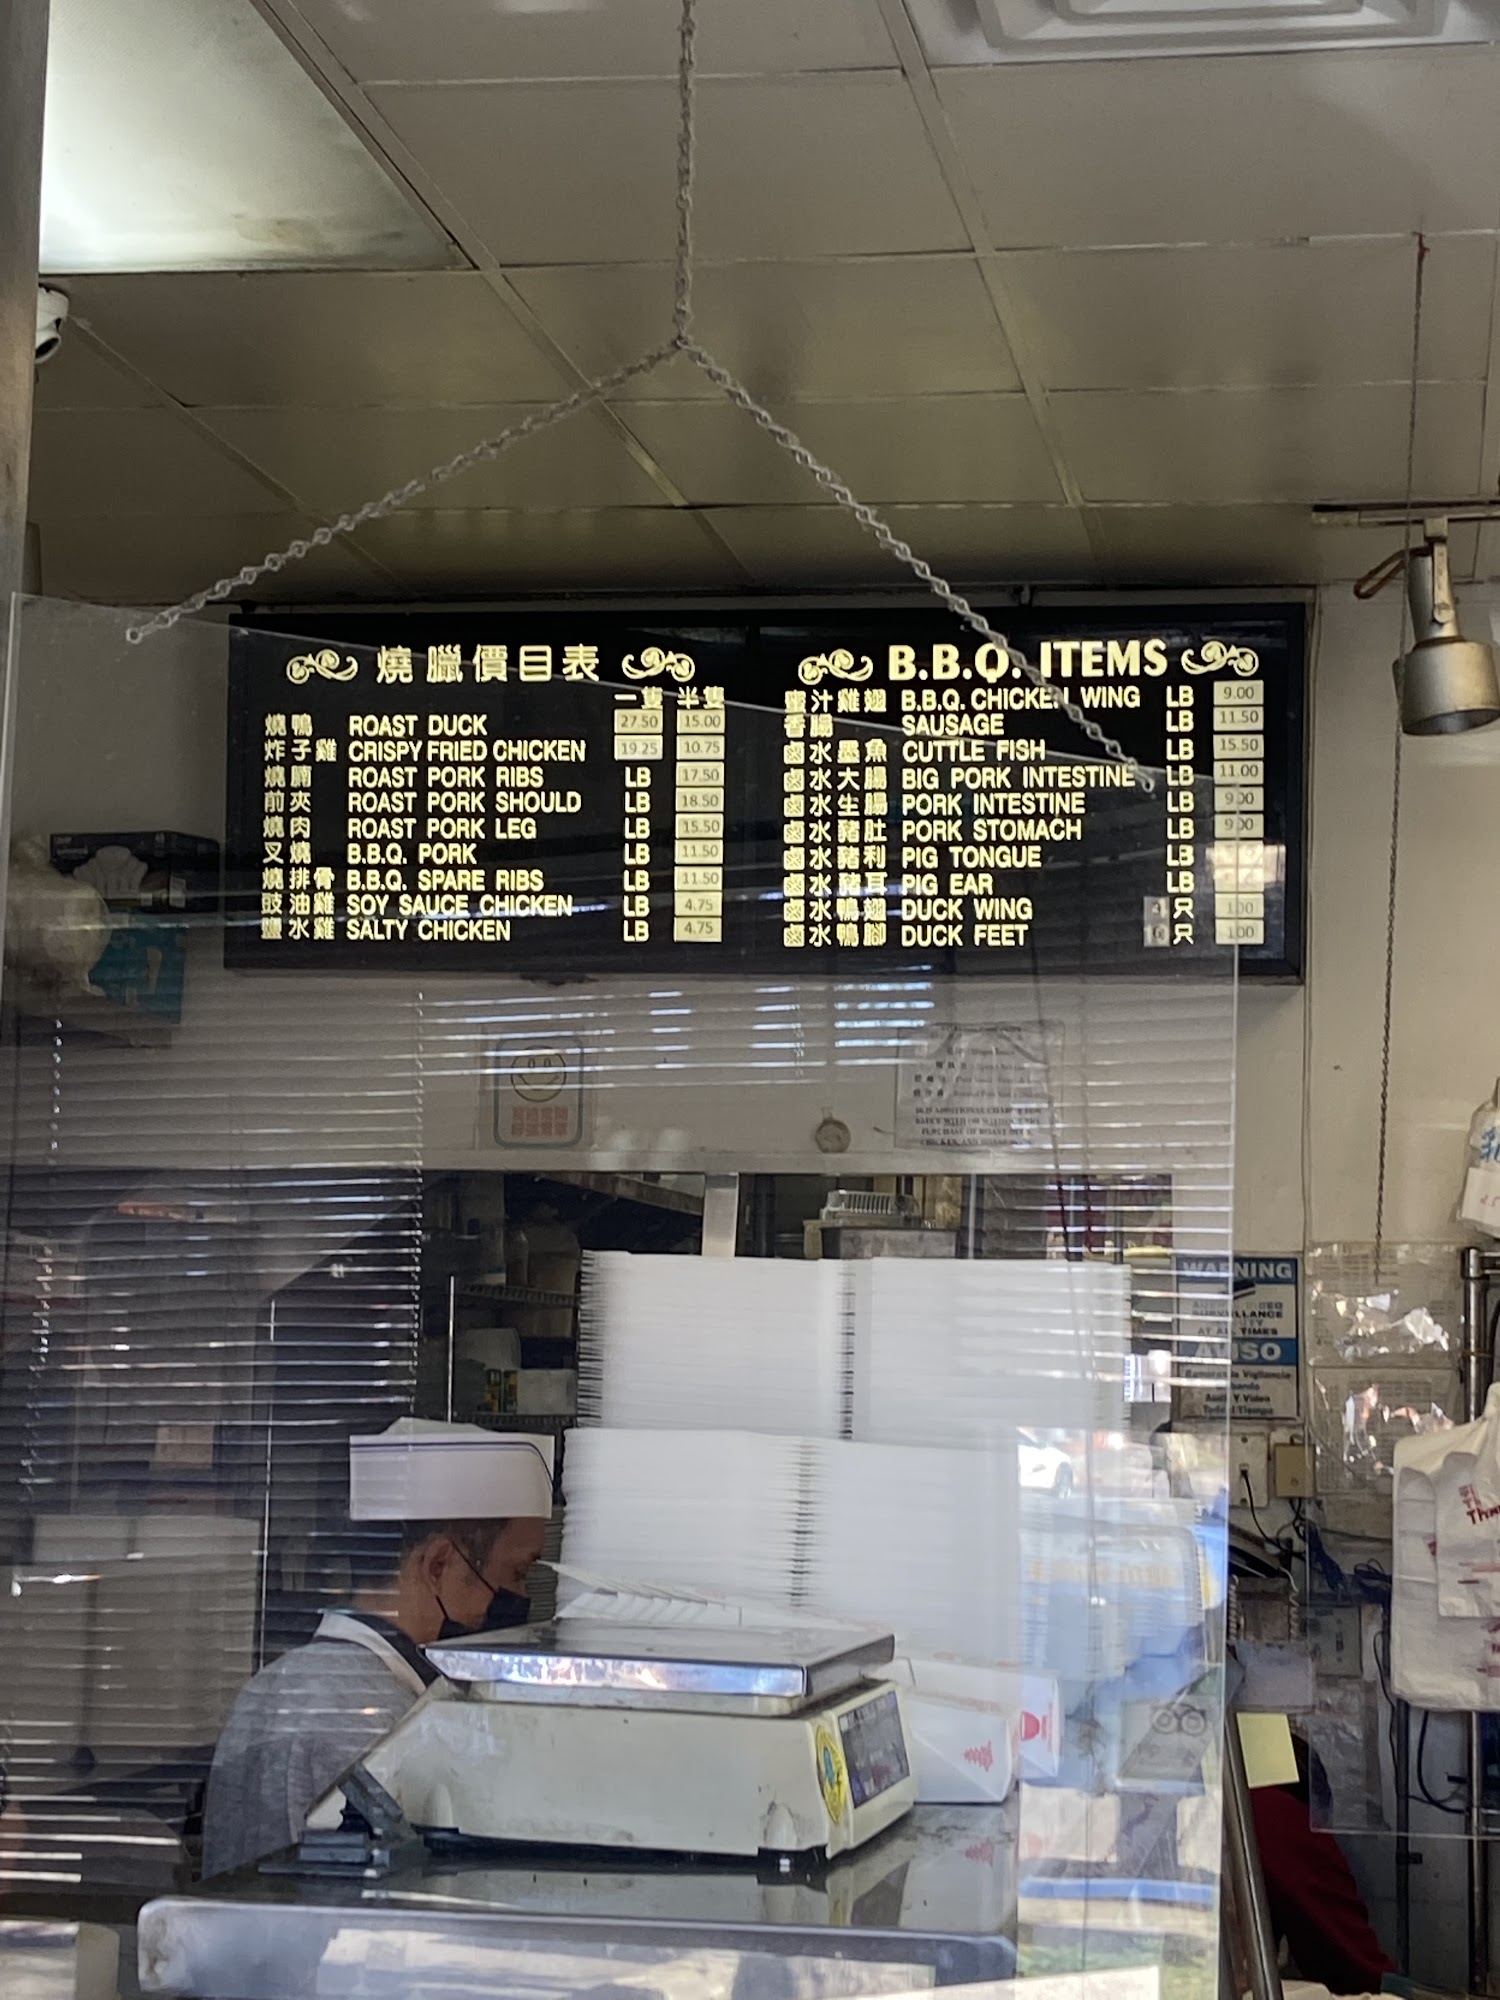 燒臘價目表
一隻 半隻
燒鴨 ROAST DUCK 27.50 15.00
炸子雞 CRISPY FRIED CHICKEN 19.25 10.75
燒腩 ROAST PORK RIBS LB 17.50
前夾 ROAST PORK SHOULD LB 18.50
燒肉 ROAST PORK LEG LB 15.50
叉燒 B.B.Q. PORK LB 11.50
燒排骨 B.B.Q. SPARE RIBS LB 11.50
豉油雞 SOY SAUCE CHICKEN LB 4.75
鹽水雞 SALTY CHICKEN LB 4.75
B.B.Q. ITEMS
蜜汁雞翅 B.B.Q. CHICKEN WING LB 9.00
香腸 SAUSAGE LB 11.50
鹵水墨魚 CUTTLE FISH LB 15.50
鹵水大腸 BIG PORK INTESTINE LB 11.00
鹵水生腸 PORK INTESTINE LB 9.00
鹵水豬肚 PORK STOMACH LB 9.00
鹵水豬利 PIG TONGUE LB
鹵水豬耳 PIG EAR LB
鹵水鴨翅 DUCK WING 只 1.00
鹵水鴨腳 DUCK FEET 只 1.00
WARNING
SURVEILLANCE
AT ALL TIMES
AVISO